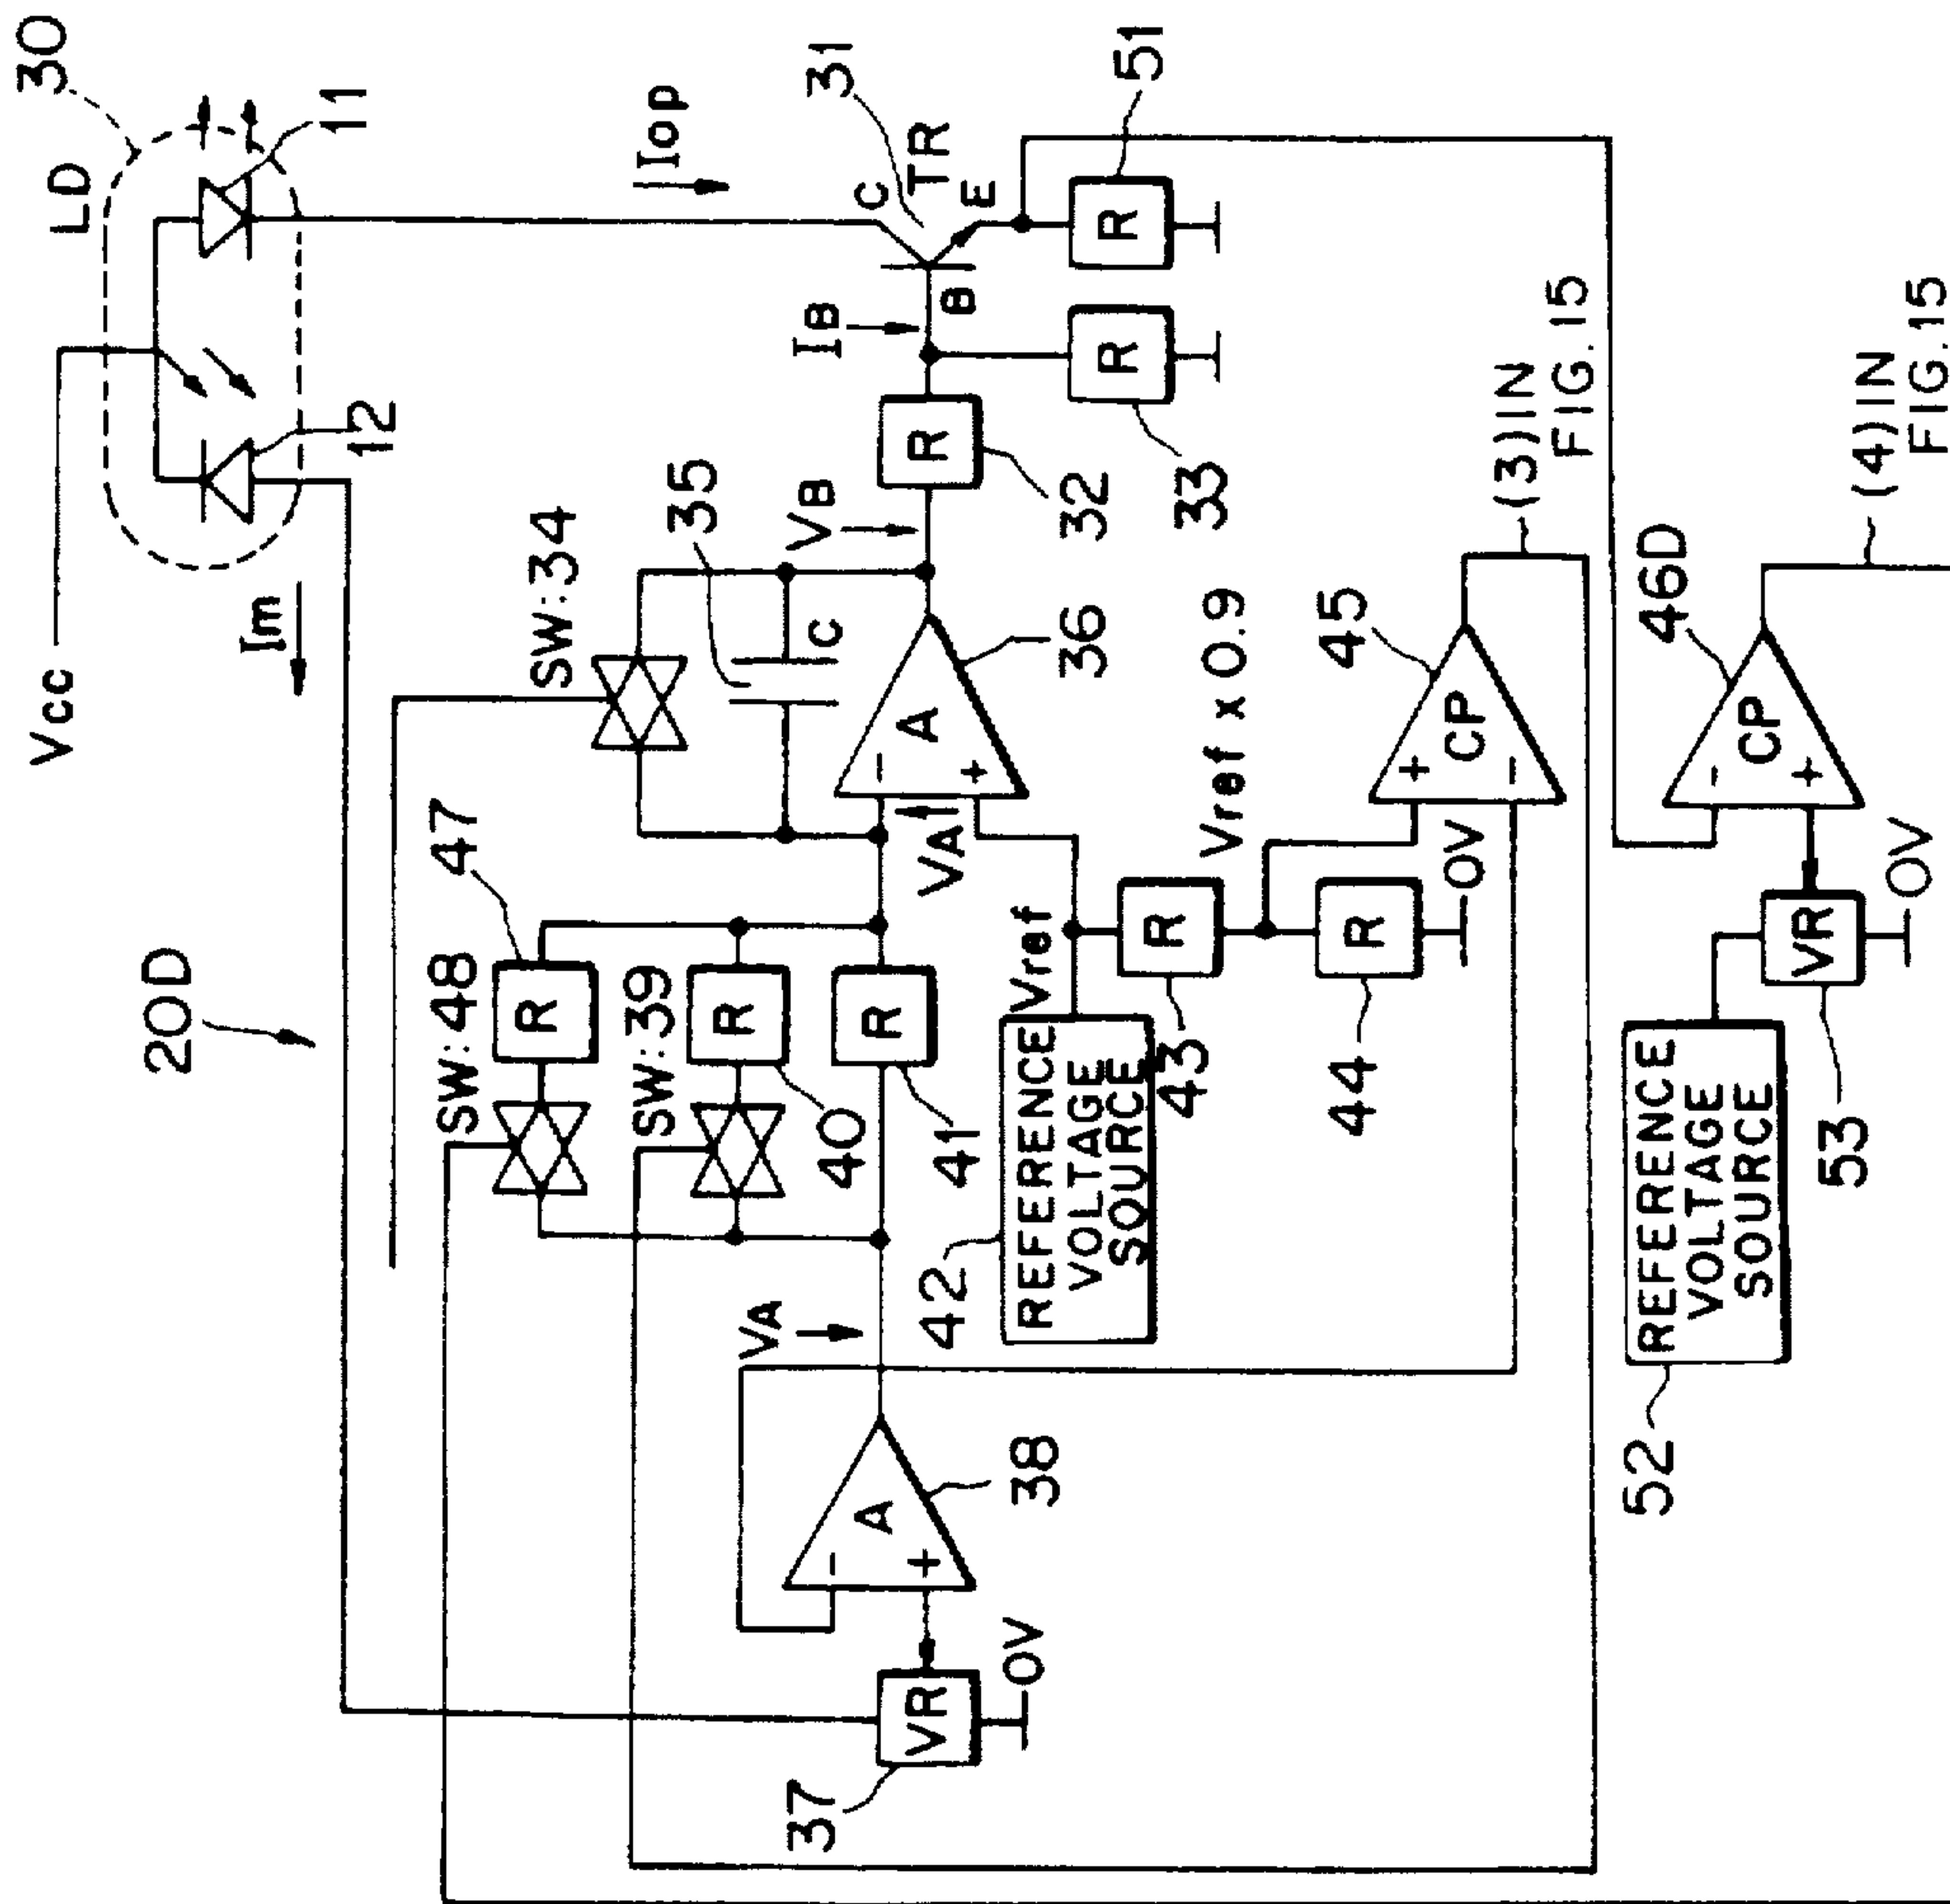 20D
Vcc
LD
30
11
12
Im
Iop
SW:34
35
C
VB
IB
C
TR
31
B
E
R
32
R
33
R
51
SW:48
R
47
SW:39
R
40
R
41
VA
A
-
+
36
VA
A
-
+
38
VR
37
0V
42
REFERENCE
VOLTAGE
SOURCE
Vref
R
43
Vref x 0.9
R
44
0V
+
-
CP
45
(3) IN
FIG.15
52
REFERENCE
VOLTAGE
SOURCE
VR
53
0V
-
+
CP
46D
(4) IN
FIG.15